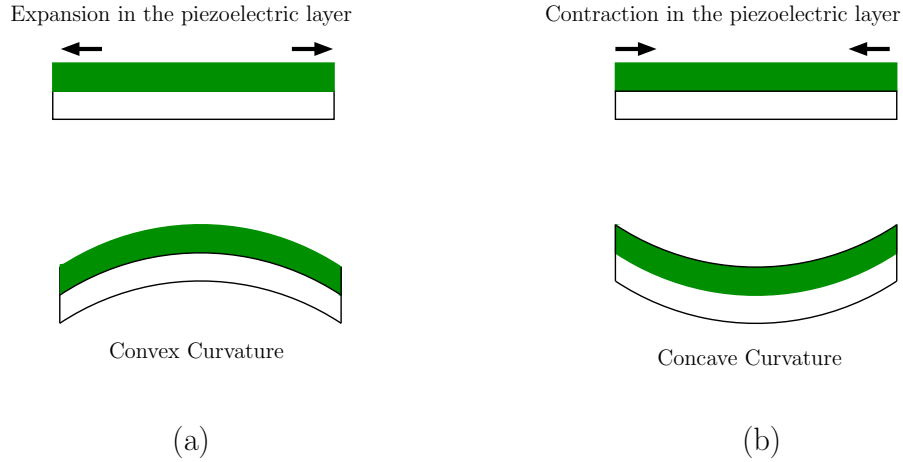 Expansion in the piezoelectric layer
Contraction in the piezoelectric layer
Convex Curvature
Concave Curvature
(a)
(b)